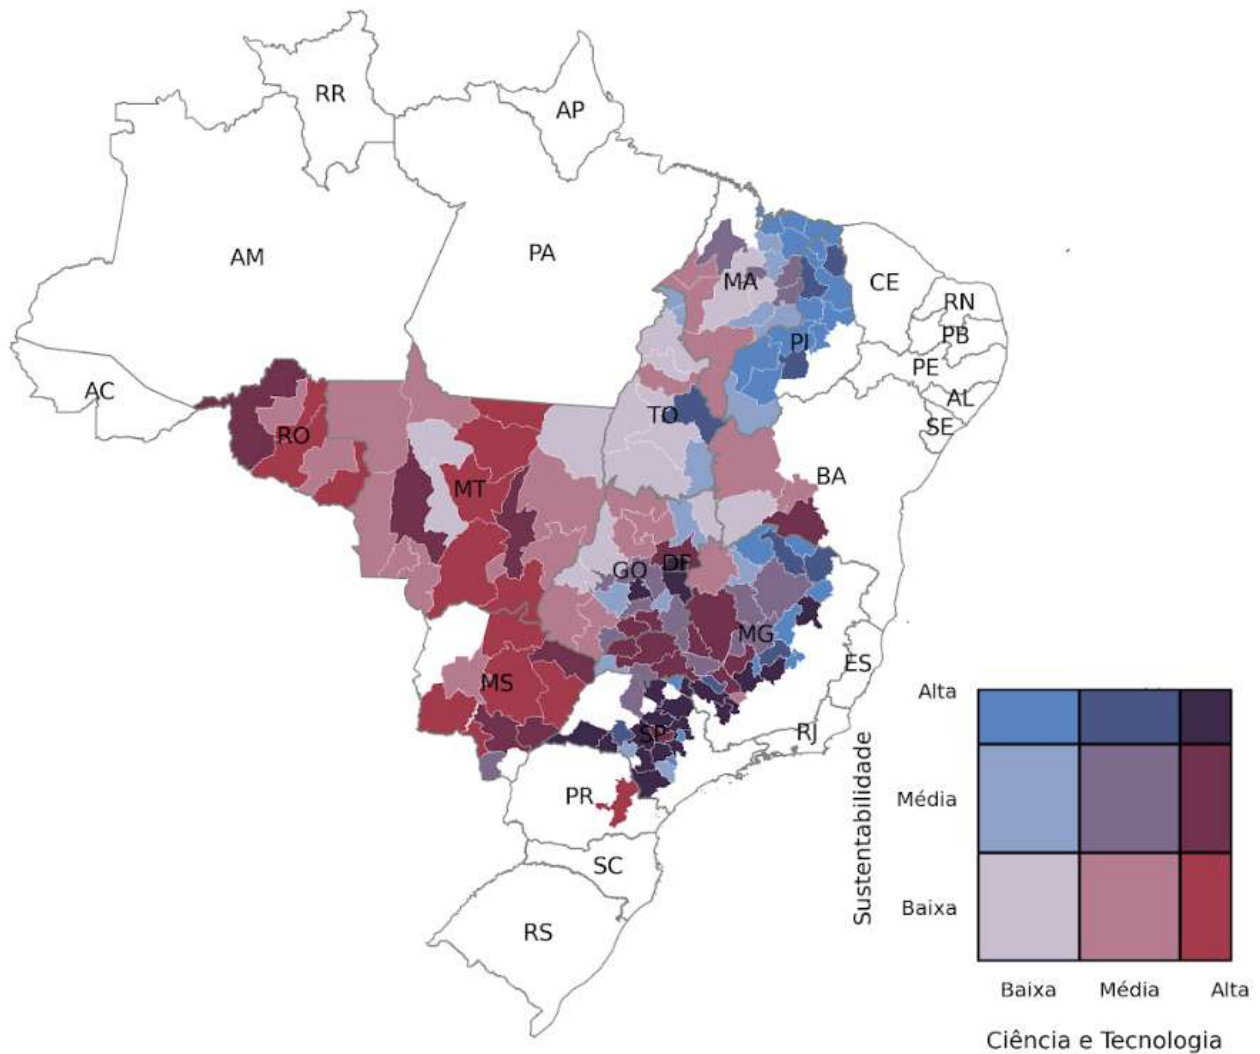 RR
AP
AM
PA
MA
CE
RN
PB
PI
PE
AC
AL
TO
SE
RO
BA
MT
GO
DF
MG
ES
MS
SP
RJ
PR
SC
RS
Sustentabilidade
Alta
Média
Baixa
Baixa Média Alta
Ciência e Tecnologia